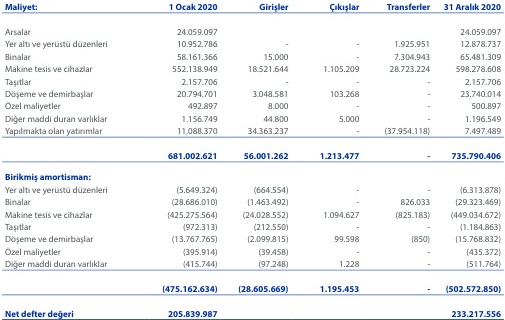 Maliyet: 1 Ocak 2020 Girişler Çıkışlar Transferler 31 Aralık 2020
Arsalar 24.059.097 24.059.097
Yer altı ve yerüstü düzenleri 10.952.786 - - 1.925.951 12.878.737
Binalar 58.161.366 15.000 - 7.304.943 65.481.309
Makine tesis ve cihazlar 552.138.949 18.521.644 1.105.209 28.723.224 598.278.608
Taşıtlar 2.157.706 - - - 2.157.706
Döşeme ve demirbaşlar 20.794.701 3.048.581 103.268 - 23.740.014
Özel maliyetler 492.897 8.000 - - 500.897
Diğer maddi duran varlıklar 1.156.749 44.800 5.000 - 1.196.549
Yapılmakta olan yatırımlar 11.088.370 34.363.237 - (37.954.118) 7.497.489
681.002.621 56.001.262 1.213.477 - 735.790.406
Birikmiş amortisman:
Yer altı ve yerüstü düzenleri (5.649.324) (664.554) - - (6.313.878)
Binalar (28.686.010) (1.463.492) - 826.033 (29.323.469)
Makine tesis ve cihazlar (425.275.564) (24.028.552) 1.094.627 (825.183) (449.034.672)
Taşıtlar (972.313) (212.550) - - (1.184.863)
Döşeme ve demirbaşlar (13.767.765) (2.099.815) 99.598 (850) (15.768.832)
Özel maliyetler (395.914) (39.458) - - (435.372)
Diğer maddi duran varlıklar (415.744) (97.248) 1.228 - (511.764)
(475.162.634) (28.605.669) 1.195.453 - (502.572.850)
Net defter değeri 205.839.987 233.217.556